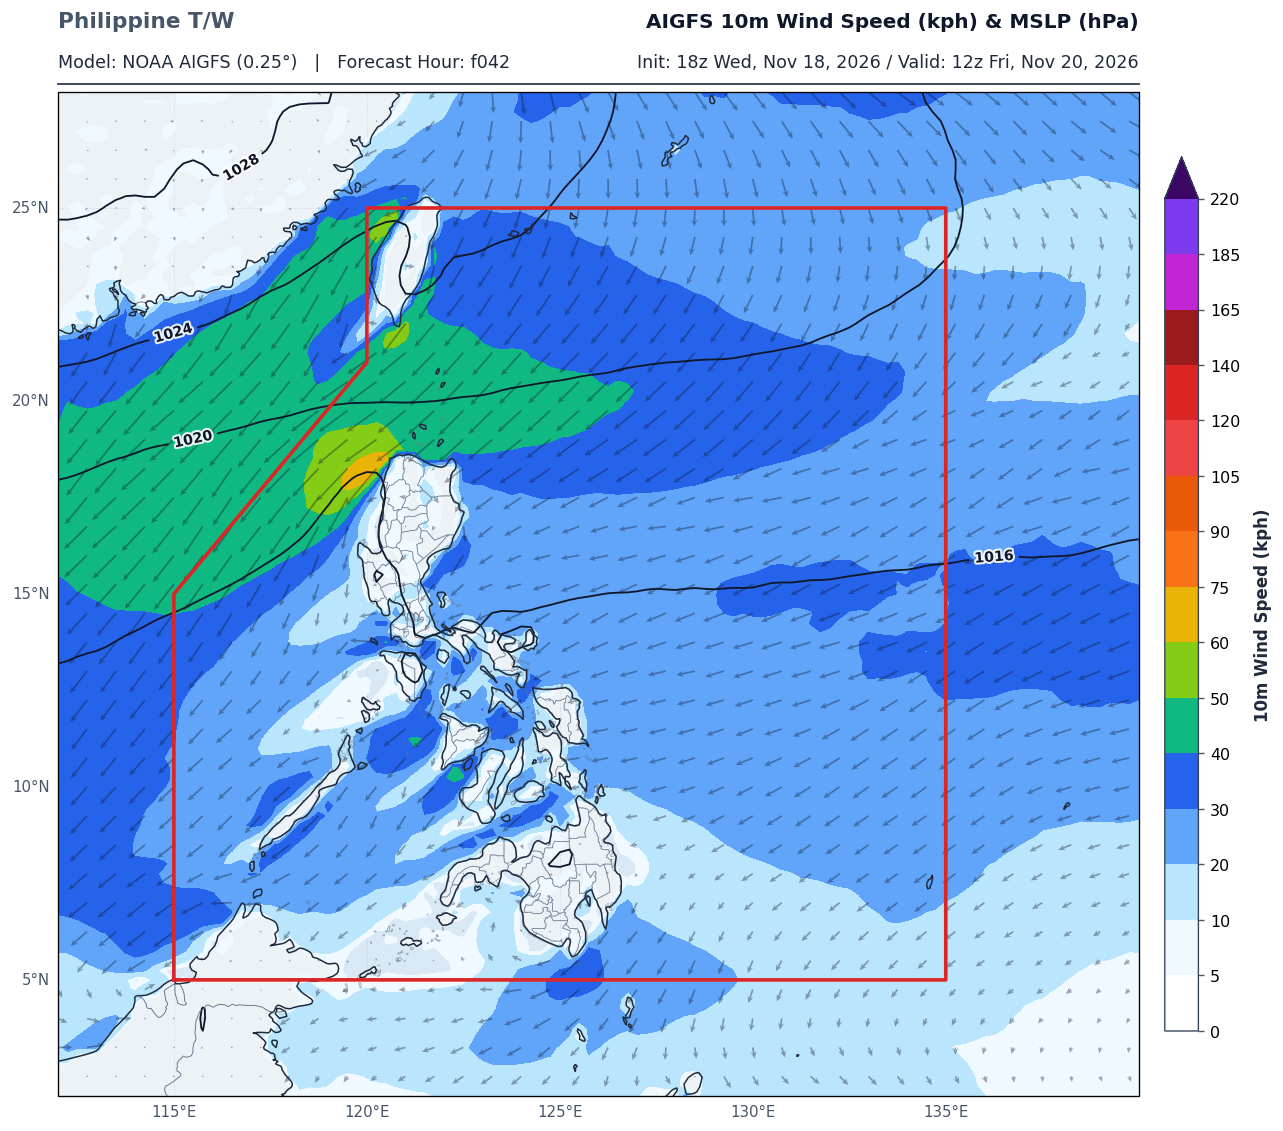 Philippine T/W
AIGFS 10m Wind Speed (kph) & MSLP (hPa)
Model: NOAA AIGFS (0.25°) | Forecast Hour: f042
Init: 18z Wed, Nov 18, 2026 / Valid: 12z Fri, Nov 20, 2026
1028
1024
1020
1016
25°N
20°N
15°N
10°N
5°N
115°E
120°E
125°E
130°E
135°E
220
185
165
140
120
105
90
75
60
50
40
30
20
10
5
0
10m Wind Speed (kph)